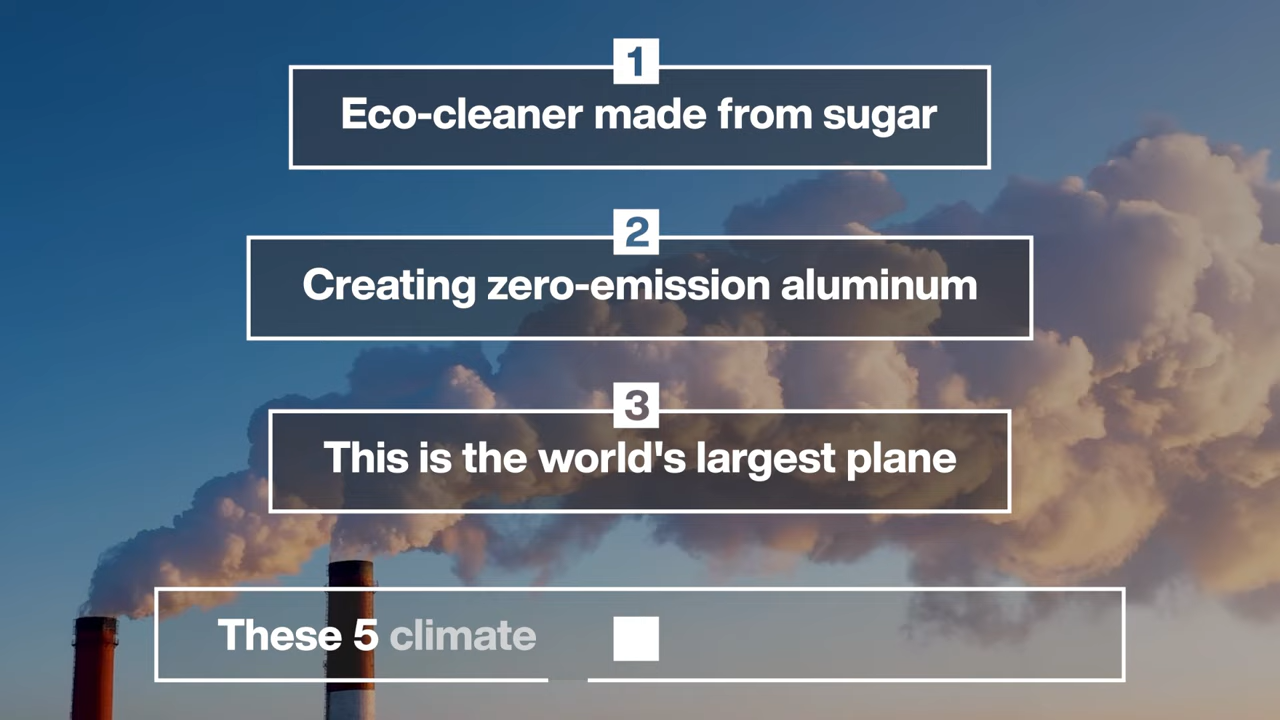 1
Eco-cleaner made from sugar
2
Creating zero-emission aluminum
3
This is the world's largest plane
These 5 climate